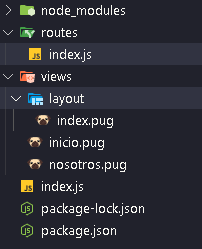 node_modules
routes
index.js
views
layout
index.pug
inicio.pug
nosotros.pug
index.js
package-lock.json
package.json